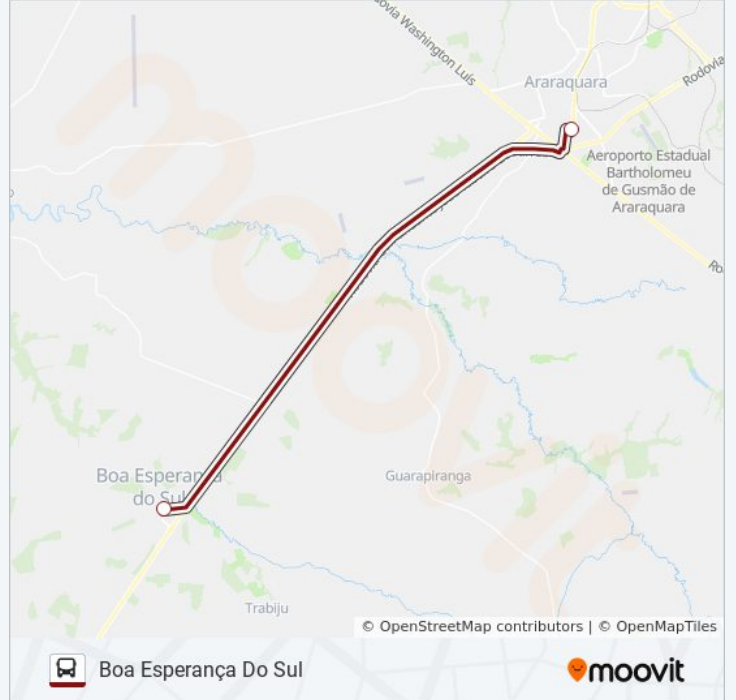 ovia Washington Luís
Araraquara
Rodovia
Aeroporto Estadual
Bartholomeu
de Gusmão de
Araraquara
Ro
Boa Esperança
do Sul
Guarapiranga
Trabiju
© OpenStreetMap contributors | © OpenMapTiles
Boa Esperança Do Sul
moovit